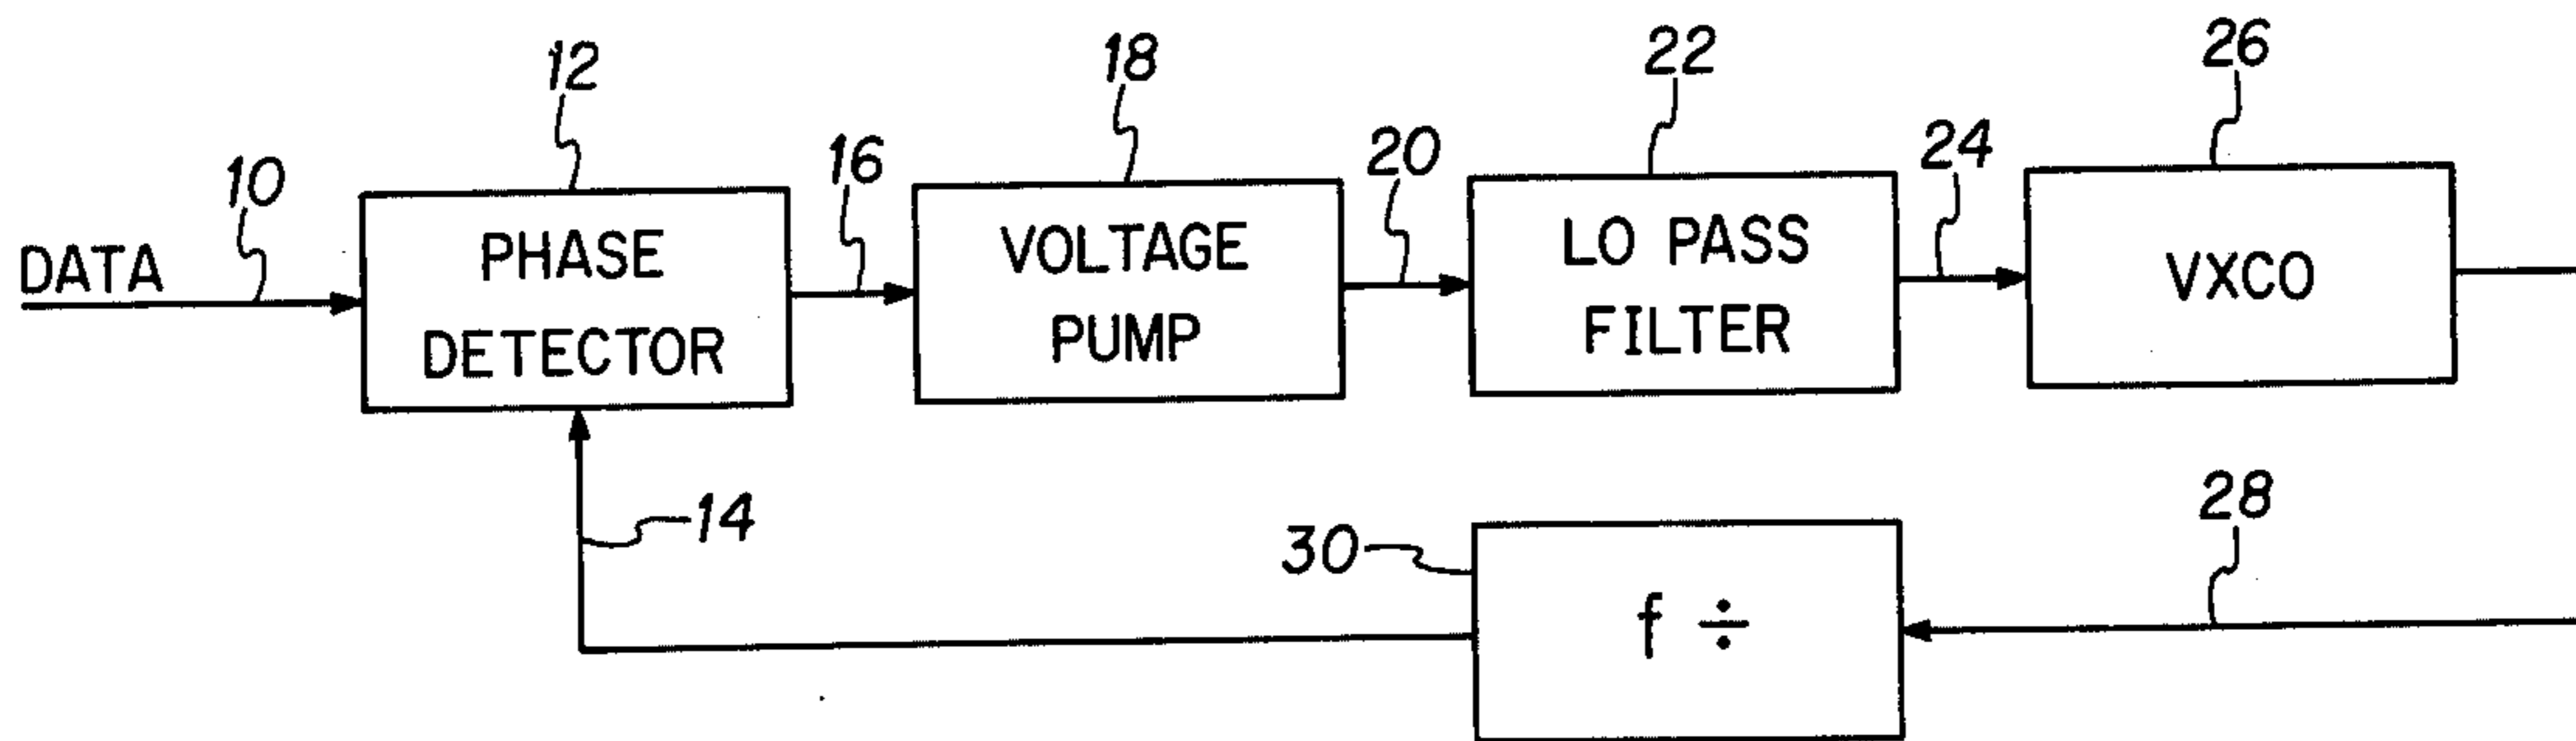 12
18
22
26
10
16
20
24
DATA
PHASE
DETECTOR
VOLTAGE
PUMP
LO PASS
FILTER
VXCO
14
30
f ÷
28